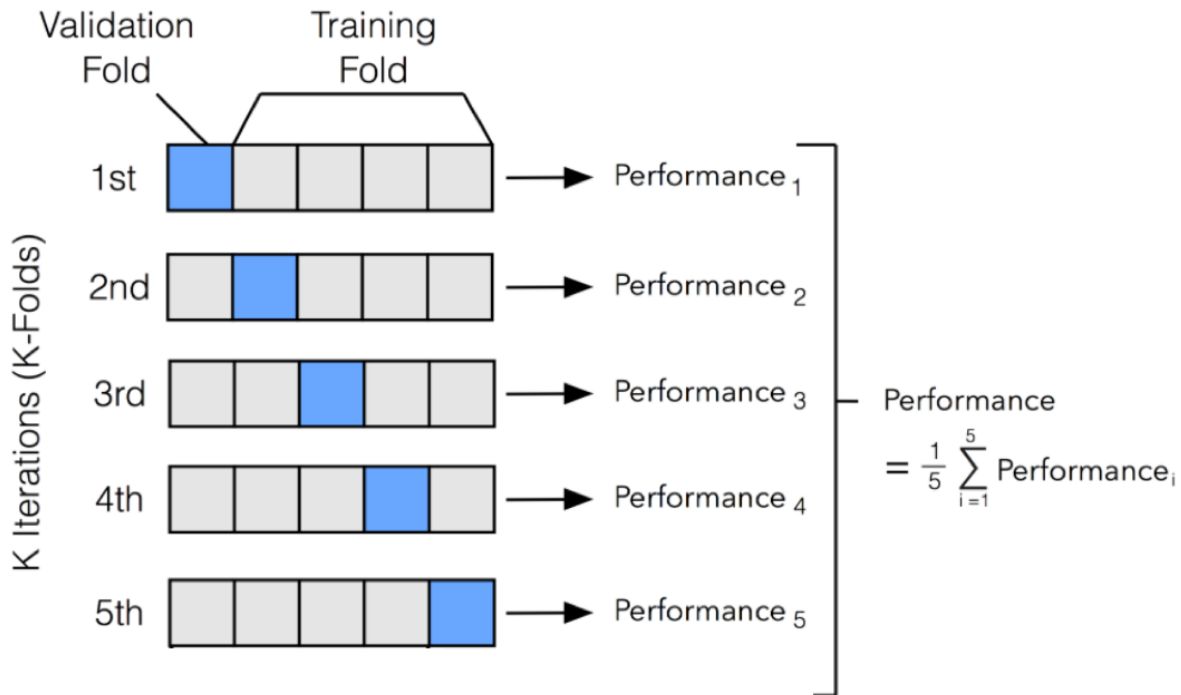 Validation
Fold
Training
Fold
K Iterations (K-Folds)
1st
Performance 1
2nd
Performance 2
3rd
Performance 3
4th
Performance 4
5th
Performance 5
Performance
= 1/5 5∑i=1 Performancei